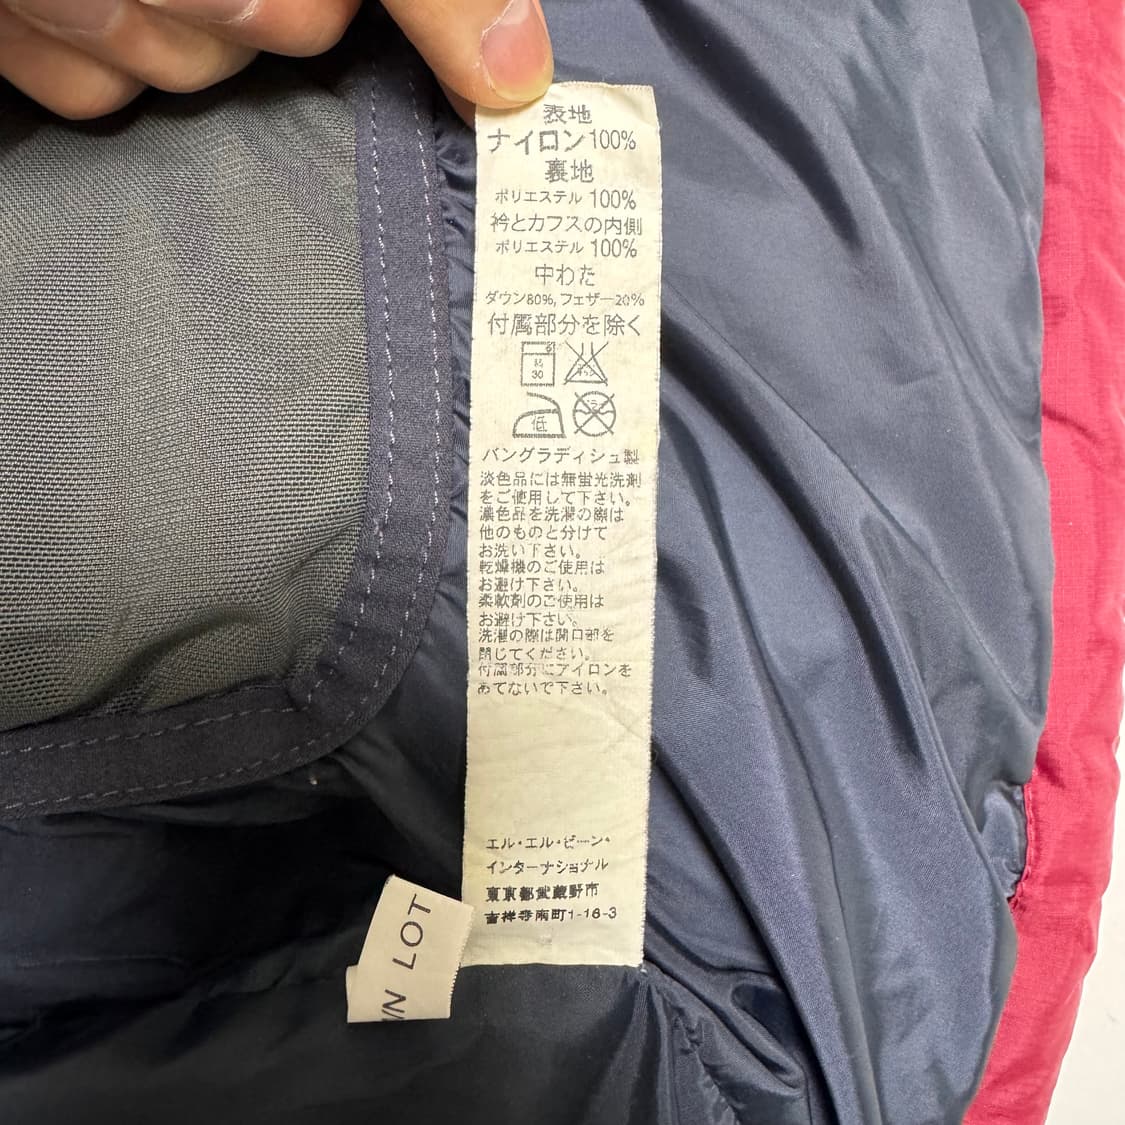 表地
ナイロン100%
裏地
ポリエステル 100%
衿とカフスの内側
ポリエステル 100%
中わた
ダウン80%, フェザー20%
付属部分を除く
弱
30
低
バングラディシュ製
淡色品には無蛍光洗剤
をご使用して下さい。
濃色品を洗濯の際は
他のものと分けて
お洗い下さい。
乾燥機のご使用は
お避け下さい。
柔軟剤のご使用は
お避け下さい。
洗濯の際は開口部を
閉じてください。
付属部分にアイロンを
あてないで下さい。
エル・エル・ビーン・
インターナショナル
東京都武蔵野市
吉祥寺南町1-16-3
/N LOT